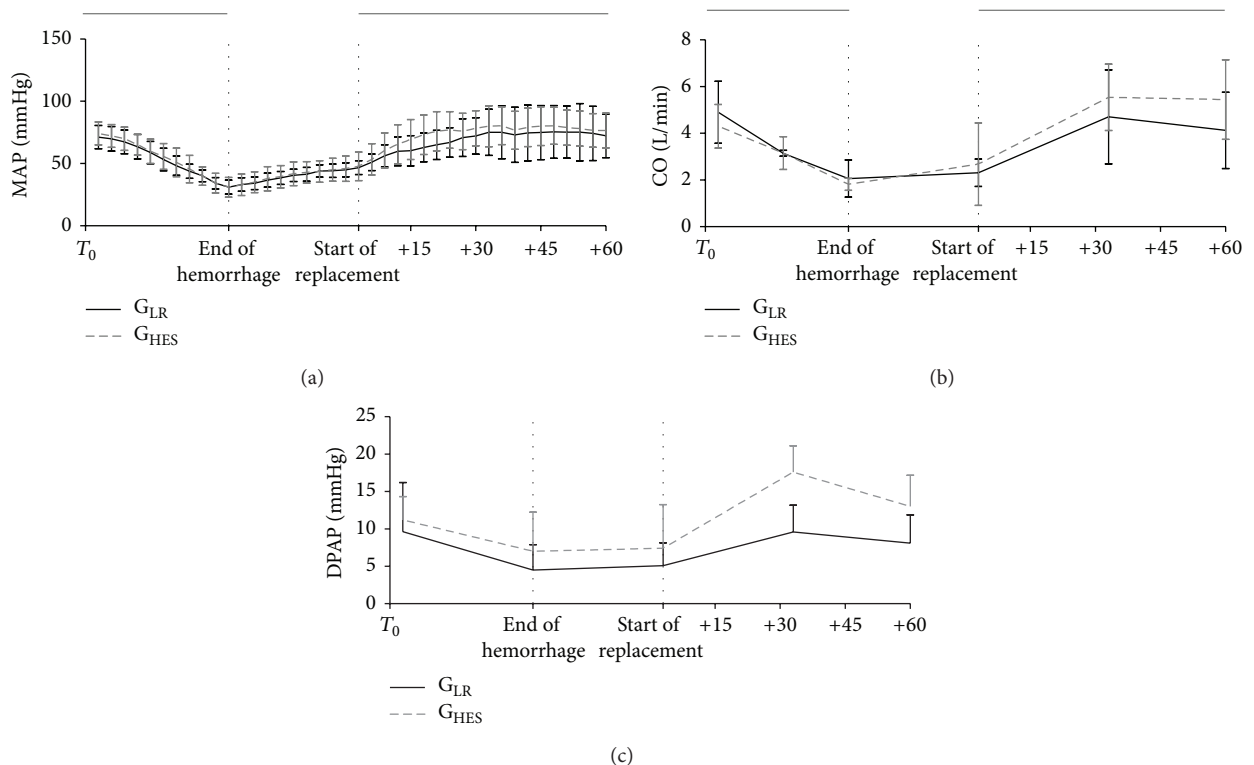 150
100
50
0
MAP (mmHg)
T0
End of
hemorrhage
Start of
replacement
+15
+30
+45
+60
GLR
GHES
(a)
8
6
4
2
0
CO (L/min)
T0
End of
hemorrhage
Start of
replacement
+15
+30
+45
+60
GLR
GHES
(b)
25
20
15
10
5
0
DPAP (mmHg)
T0
End of
hemorrhage
Start of
replacement
+15
+30
+45
+60
GLR
GHES
(c)